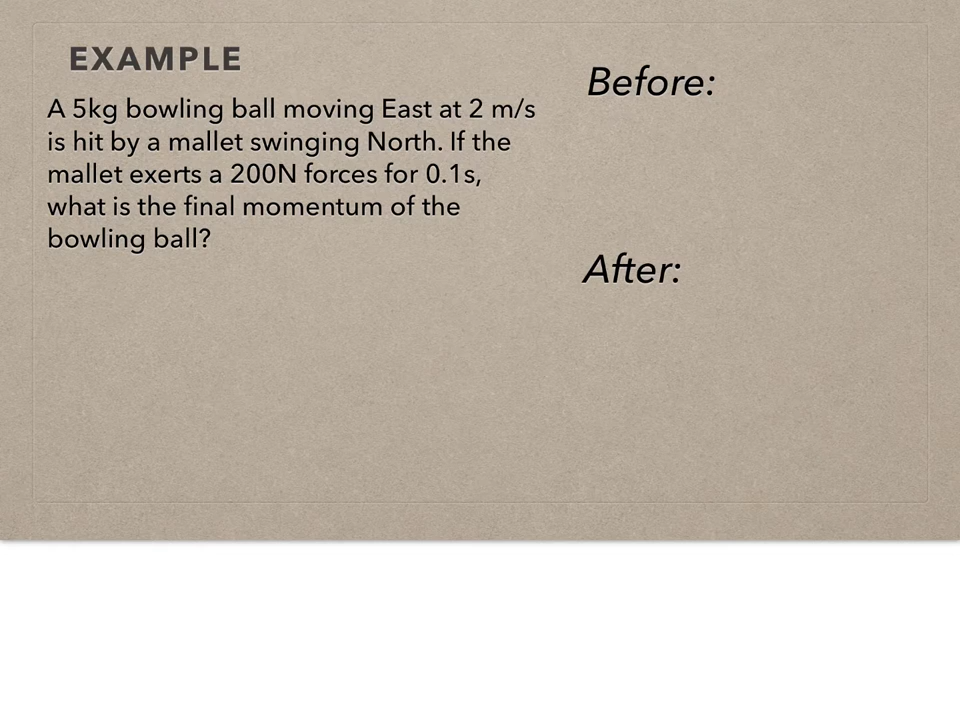 EXAMPLE
A 5kg bowling ball moving East at 2 m/s
is hit by a mallet swinging North. If the
mallet exerts a 200N forces for 0.1s,
what is the final momentum of the
bowling ball?
Before:
After: